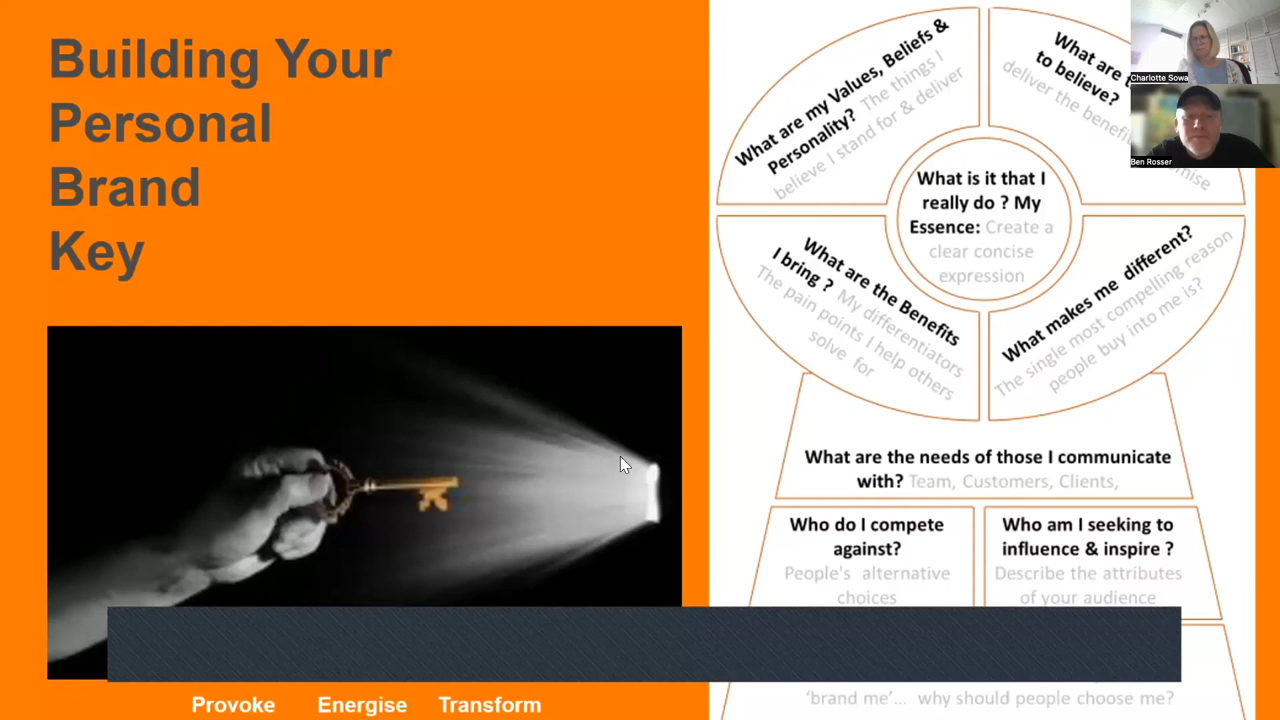 Building Your
Personal
Brand
Key
Provoke Energise Transform
What are my Values, Beliefs &
Personality? The things I
believe I stand for & deliver
What are
to believe?
deliver the
What is it that I
really do ? My
Essence: Create a
clear concise
expression
What are the Benefits
I bring ? My differentiators
The pain points I help others
solve for
What makes me different?
The single most compelling reason
people buy into me is?
What are the needs of those I communicate
with? Team, Customers, Clients,
Who do I compete
against?
People's alternative
choices
Who am I seeking to
influence & inspire ?
Describe the attributes
of your audience
'brand me'... why should people choose me?
Charlotte Sowa
Ben Rosser